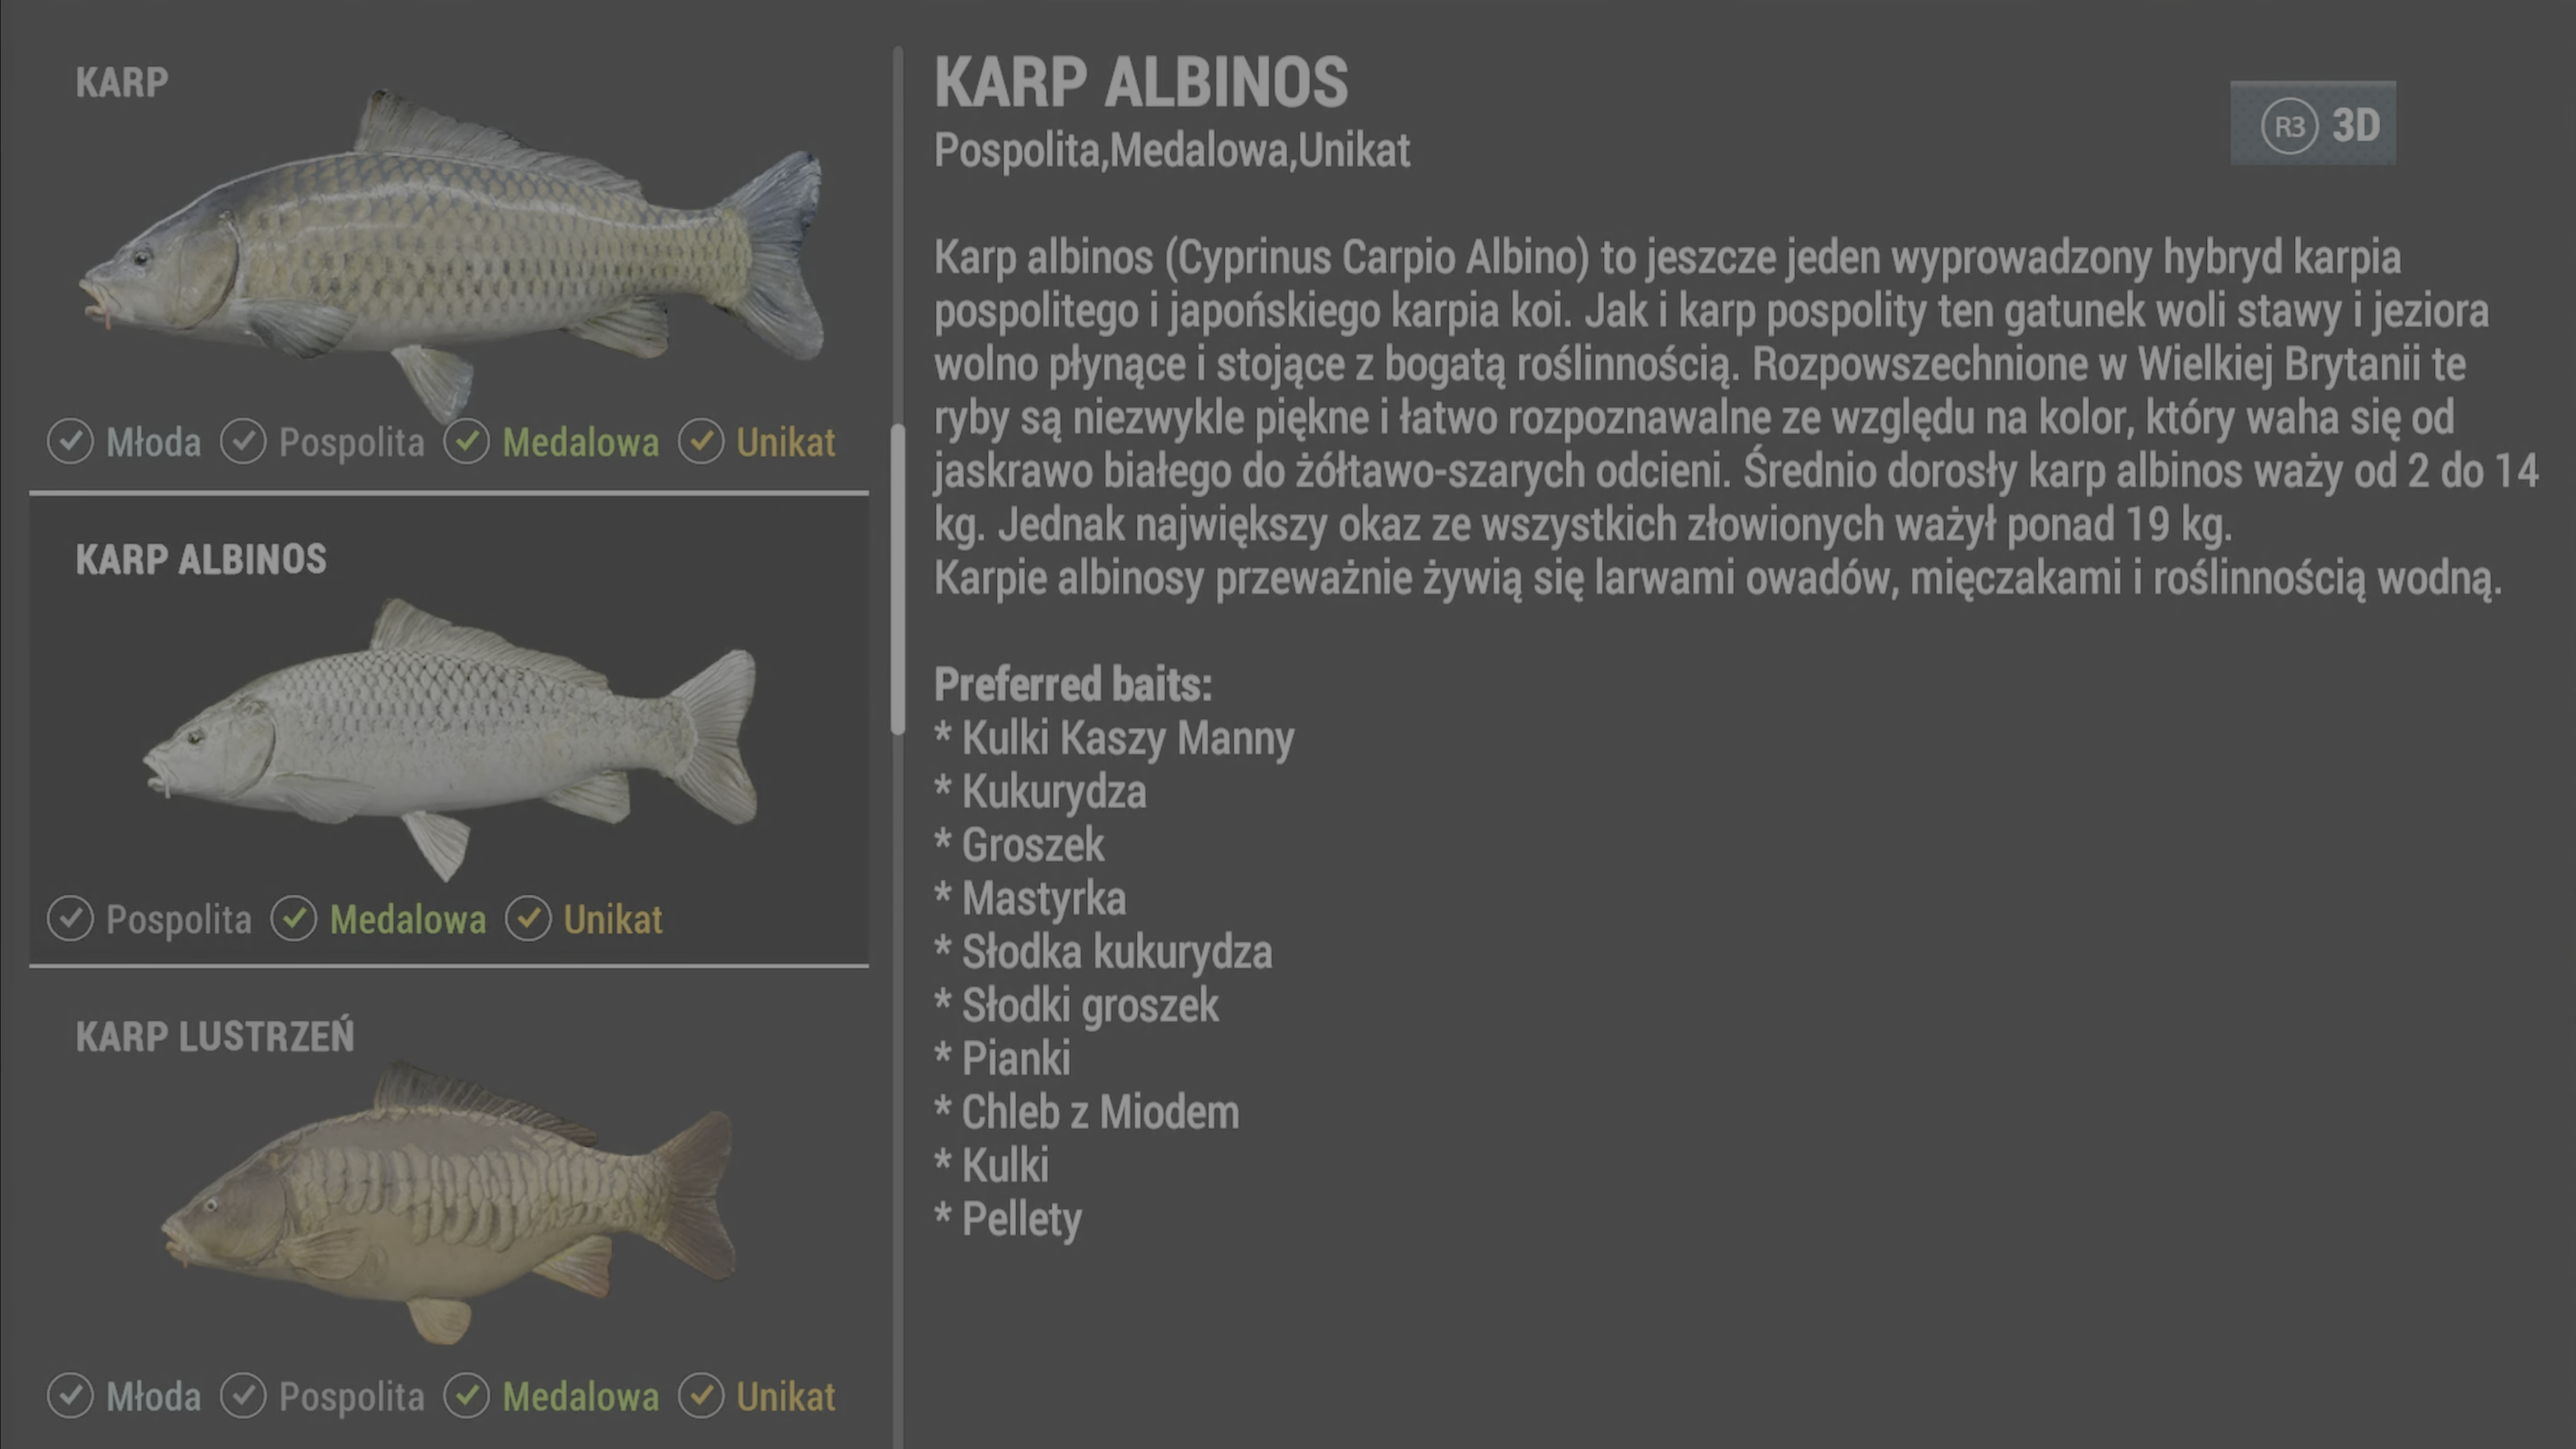 KARP
Młoda Pospolita Medalowa Unikat
KARP ALBINOS
Pospolita Medalowa Unikat
KARP LUSTRZEŃ
Młoda Pospolita Medalowa Unikat
KARP ALBINOS
Pospolita,Medalowa,Unikat
R3 3D
Karp albinos (Cyprinus Carpio Albino) to jeszcze jeden wyprowadzony hybryd karpia
pospolitego i japońskiego karpia koi. Jak i karp pospolity ten gatunek woli stawy i jeziora
wolno płynące i stojące z bogatą roślinnością. Rozpowszechnione w Wielkiej Brytanii te
ryby są niezwykle piękne i łatwo rozpoznawalne ze względu na kolor, który waha się od
jaskrawo białego do żółtawo-szarych odcieni. Średnio dorosły karp albinos waży od 2 do 14
kg. Jednak największy okaz ze wszystkich złowionych ważył ponad 19 kg.
Karpie albinosy przeważnie żywią się larwami owadów, mięczakami i roślinnością wodną.
Preferred baits:
* Kulki Kaszy Manny
* Kukurydza
* Groszek
* Mastyrka
* Słodka kukurydza
* Słodki groszek
* Pianki
* Chleb z Miodem
* Kulki
* Pellety